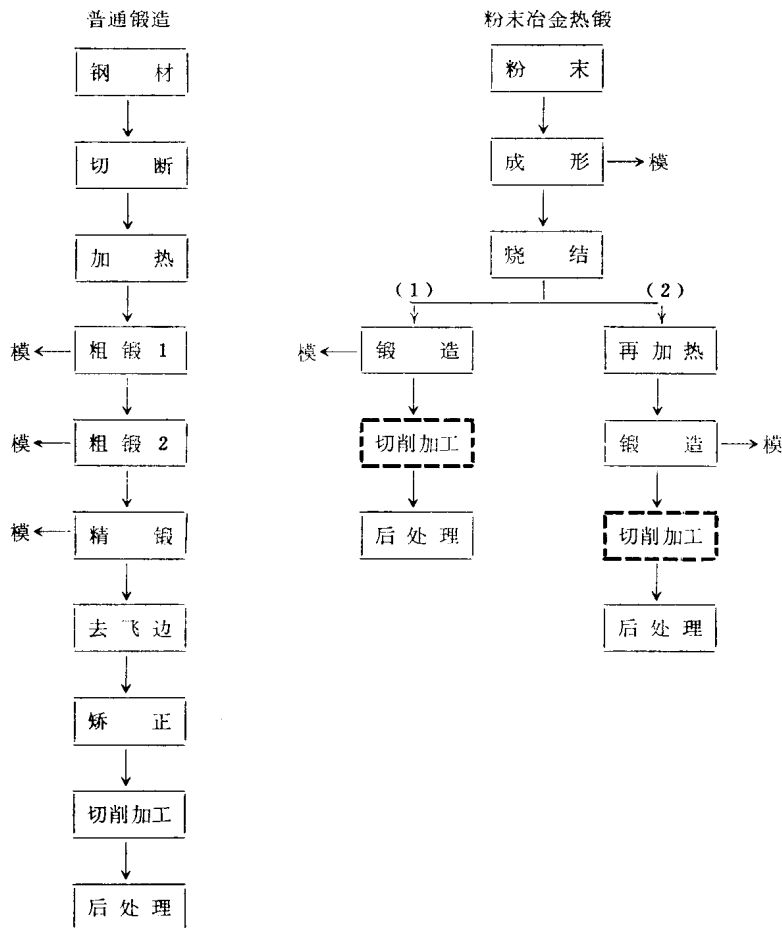 普通锻造
粉末冶金热锻
钢 材
切 断
加 热
模 粗锻1
模 粗锻2
模 精 锻
去飞边
矫 正
切削加工
后处理
粉 末
成 形 模
烧 结
(1) (2)
模 锻 造
切削加工
后处理
再加热
锻 造 模
切削加工
后处理